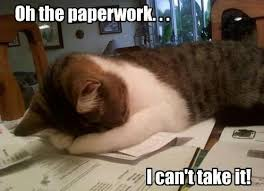 Oh the paperwork. . .
I can't take it!